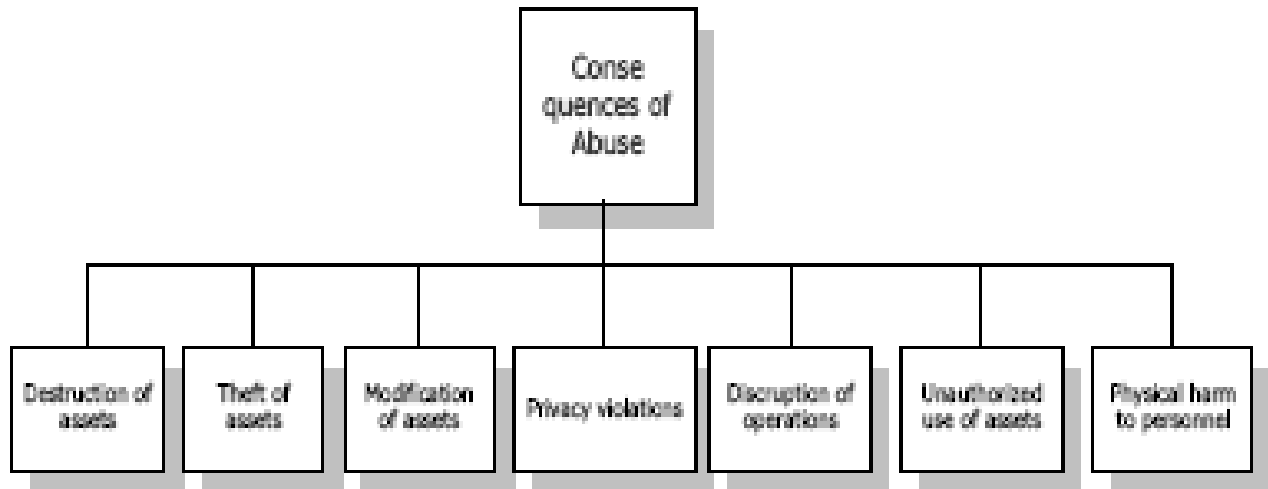 Conse
quences of
Abuse
Destruction of
assets
Theft of
assets
Modification
of assets
Privacy violations
Discruption of
operations
Unauthorized
use of assets
Physical harm
to personnel